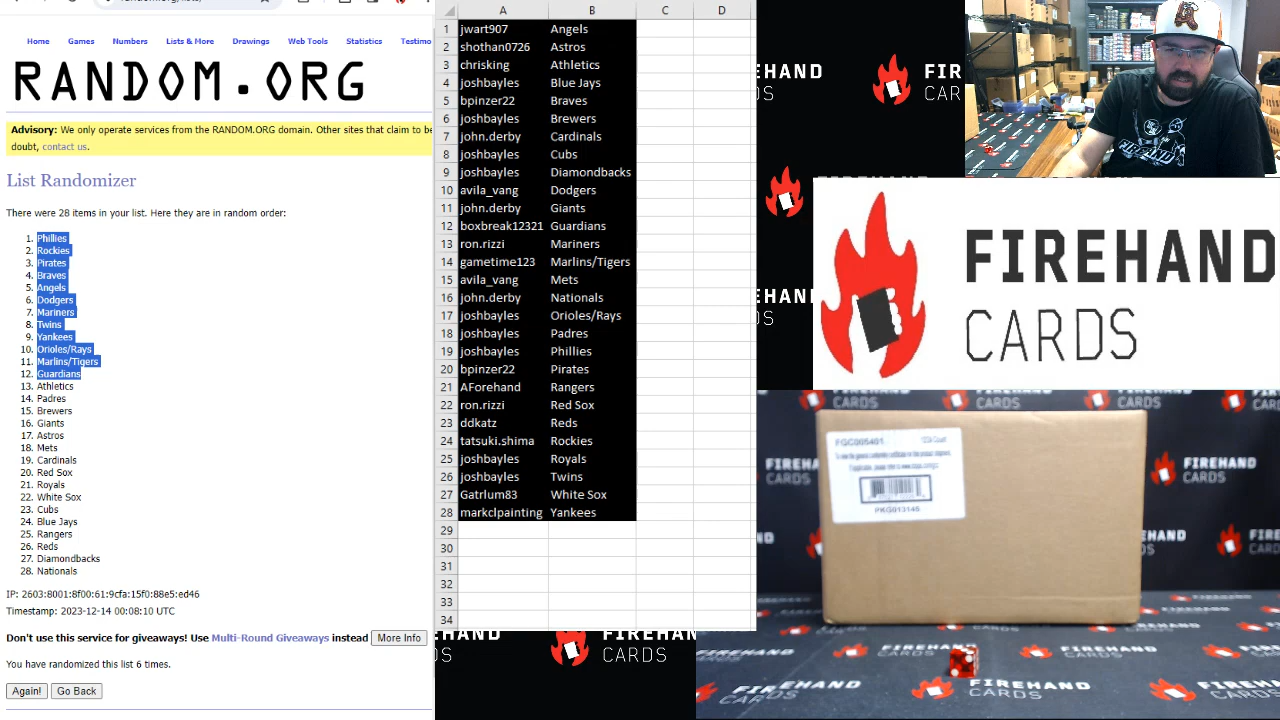 Home Games Numbers Lists & More Drawings Web Tools Statistics Testimo
RANDOM.ORG
Advisory: We only operate services from the RANDOM.ORG domain. Other sites that claim to be
doubt, contact us.
List Randomizer
There were 28 items in your list. Here they are in random order:
1. Phillies
2. Rockies
3. Pirates
4. Braves
5. Angels
6. Dodgers
7. Mariners
8. Twins
9. Yankees
10. Orioles/Rays
11. Marlins/Tigers
12. Guardians
13. Athletics
14. Padres
15. Brewers
16. Giants
17. Astros
18. Mets
19. Cardinals
20. Red Sox
21. Royals
22. White Sox
23. Cubs
24. Blue Jays
25. Rangers
26. Reds
27. Diamondbacks
28. Nationals
IP: 2603:8001:8f00:61:9cfa:15f0:88e5:ed46
Timestamp: 2023-12-14 00:08:10 UTC
Don't use this service for giveaways! Use Multi-Round Giveaways instead More Info
You have randomized this list 6 times.
Again! Go Back
A B C D
1 jwart907 Angels
2 shothan0726 Astros
3 chrisking Athletics
4 joshbayles Blue Jays
5 bpinzer22 Braves
6 joshbayles Brewers
7 john.derby Cardinals
8 joshbayles Cubs
9 joshbayles Diamondbacks
10 avila_vang Dodgers
11 john.derby Giants
12 boxbreak12321 Guardians
13 ron.rizzi Mariners
14 gametime123 Marlins/Tigers
15 avila_vang Mets
16 john.derby Nationals
17 joshbayles Orioles/Rays
18 joshbayles Padres
19 joshbayles Phillies
20 bpinzer22 Pirates
21 AForehand Rangers
22 ron.rizzi Red Sox
23 ddkatz Reds
24 tatsuki.shima Rockies
25 joshbayles Royals
26 joshbayles Twins
27 Gatrlum83 White Sox
28 markclpainting Yankees
29
30
31
32
33
34
FIREHAND
CARDS
FGC005401
PKG013145
FIREHAND
CARDS